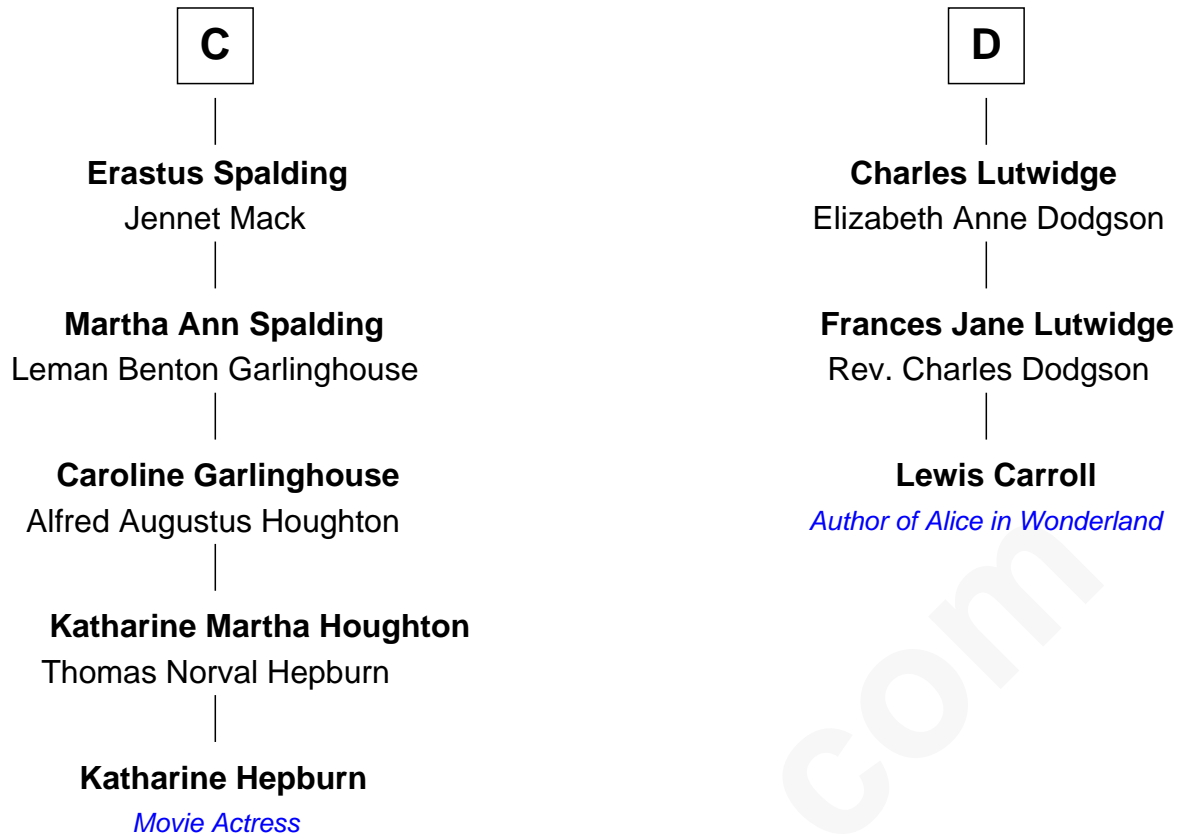 C
Erastus Spalding
Jennet Mack
Martha Ann Spalding
Leman Benton Garlinghouse
Caroline Garlinghouse
Alfred Augustus Houghton
Katharine Martha Houghton
Thomas Norval Hepburn
Katharine Hepburn
Movie Actress
D
Charles Lutwidge
Elizabeth Anne Dodgson
Frances Jane Lutwidge
Rev. Charles Dodgson
Lewis Carroll
Author of Alice in Wonderland
com